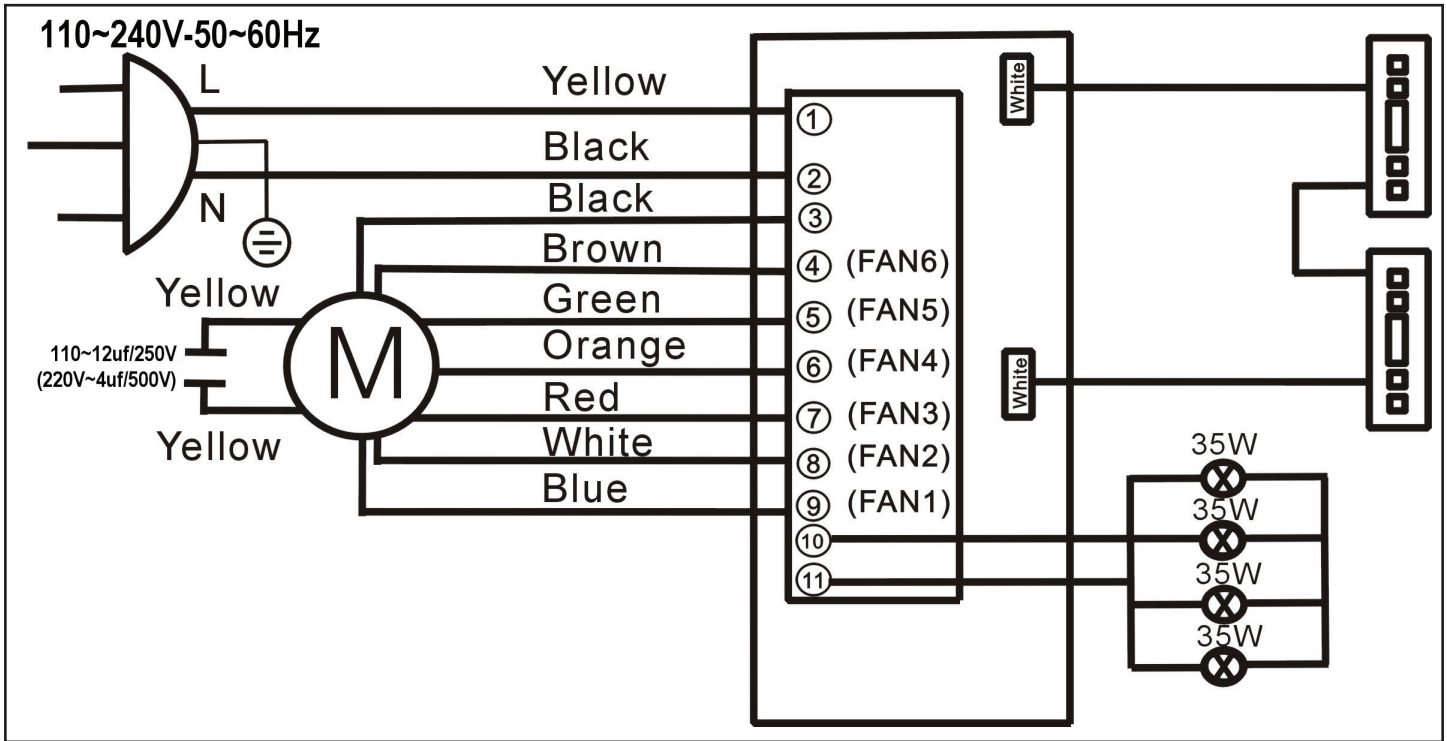 110~240V-50~60Hz
L
N
Yellow
Black
Black
Brown
Green
Orange
Red
White
Blue
Yellow
110~12uf/250V
(220V~4uf/500V)
Yellow
M
1
2
3
4 (FAN6)
5 (FAN5)
6 (FAN4)
7 (FAN3)
8 (FAN2)
9 (FAN1)
10
11
White
White
35W
35W
35W
35W